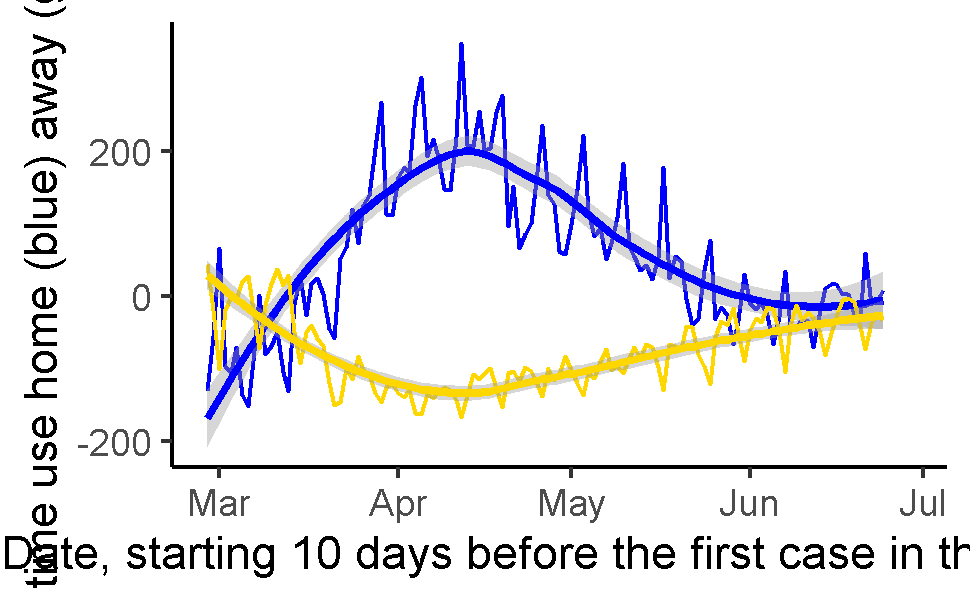 time use home (blue) away (
200
0
-200
Mar Apr May Jun Jul
Date, starting 10 days before the first case in th